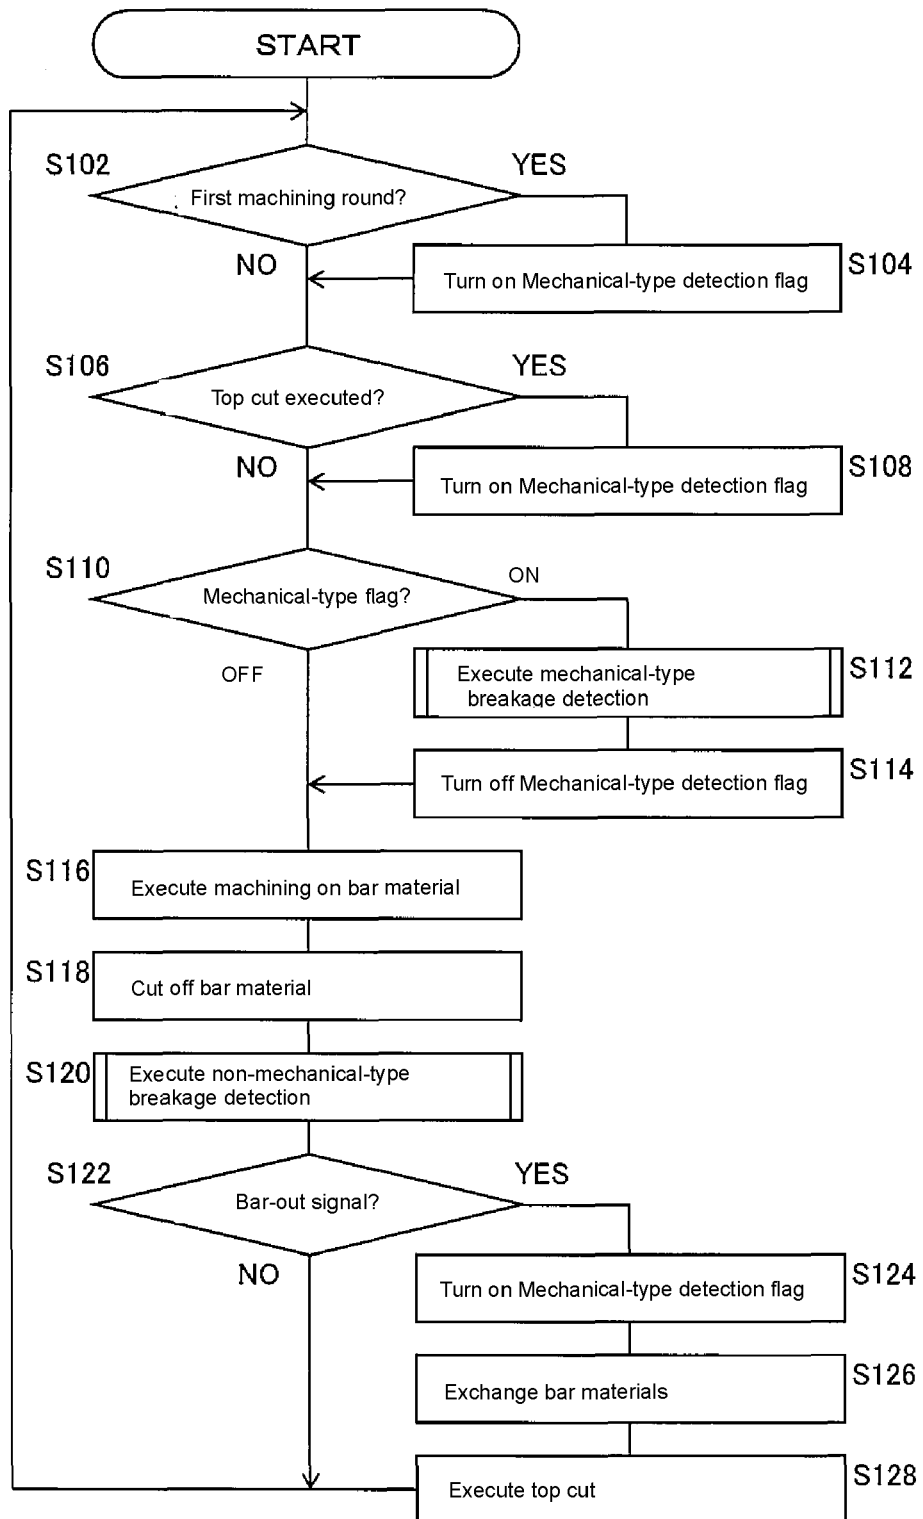 START
S102
First machining round?
YES
NO
Turn on Mechanical-type detection flag
S104
S106
Top cut executed?
YES
NO
Turn on Mechanical-type detection flag
S108
S110
Mechanical-type flag?
ON
OFF
Execute mechanical-type
breakage detection
S112
Turn off Mechanical-type detection flag
S114
S116
Execute machining on bar material
S118
Cut off bar material
S120
Execute non-mechanical-type
breakage detection
S122
Bar-out signal?
YES
NO
Turn on Mechanical-type detection flag
S124
Exchange bar materials
S126
Execute top cut
S128